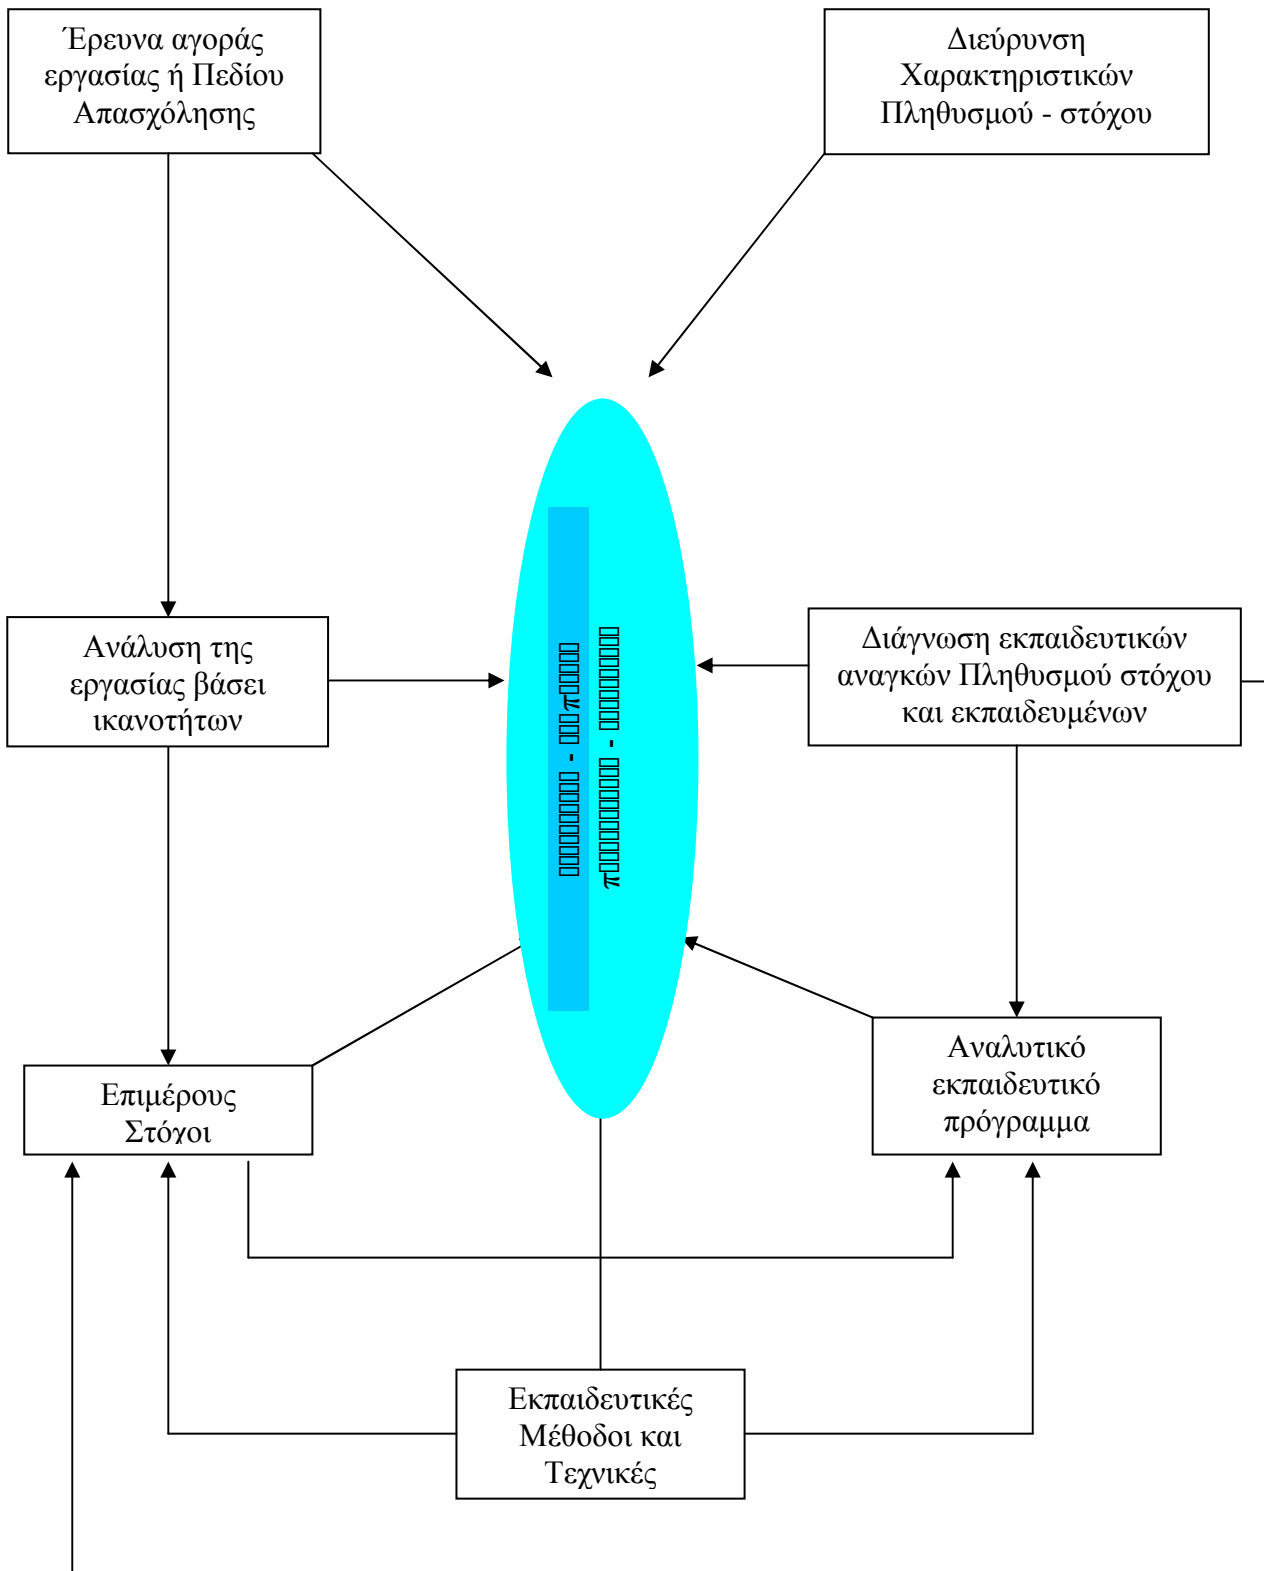 Έρευνα αγοράς
εργασίας ή Πεδίου
Απασχόλησης
Διεύρυνση
Χαρακτηριστικών
Πληθυσμού - στόχου
Ανάλυση της
εργασίας βάσει
ικανοτήτων
Διάγνωση εκπαιδευτικών
αναγκών Πληθυσμού στόχου
και εκπαιδευμένων
Επιμέρους
Στόχοι
Αναλυτικό
εκπαιδευτικό
πρόγραμμα
Εκπαιδευτικές
Μέθοδοι και
Τεχνικές